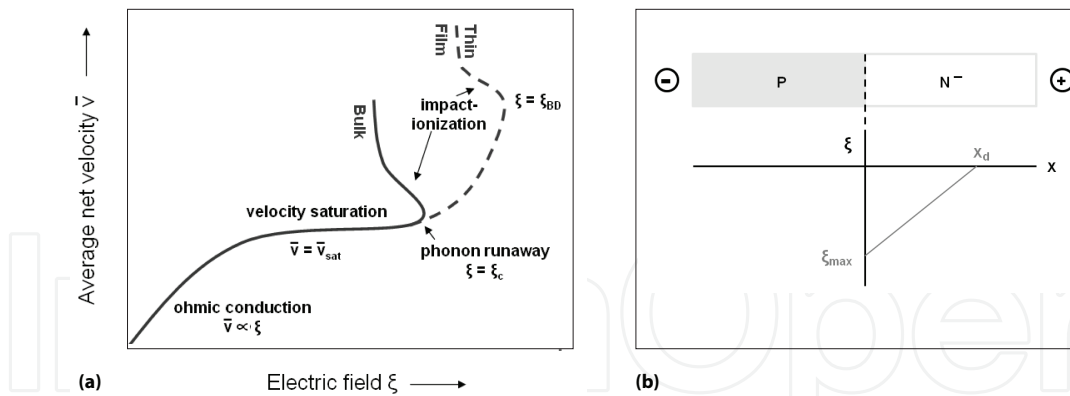 Average net velocity v̄
Thin
Film
Bulk
impact-
ionization
ξ = ξBD
velocity saturation
v̄ = v̄sat
phonon runaway
ξ = ξc
ohmic conduction
v̄ ∝ ξ
(a)
Electric field ξ
P
N⁻
ξ
Xd
X
ξmax
(b)